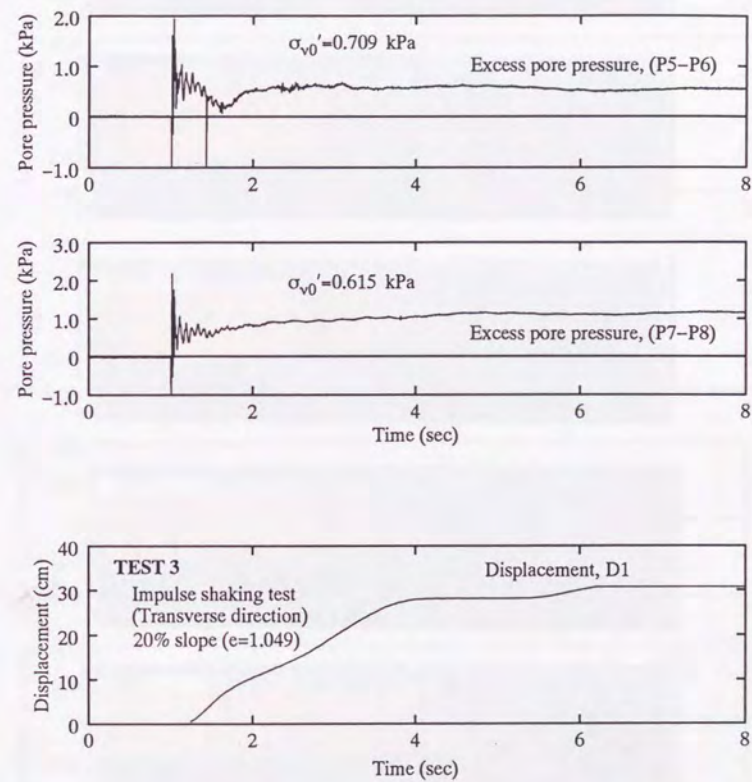 2.0
σv0′=0.709 kPa
Excess pore pressure, (P5–P6)
1.0
0
−1.0
Pore pressure (kPa)
0 2 4 6 8
3.0
σv0′=0.615 kPa
2.0
1.0
Excess pore pressure, (P7–P8)
0
−1.0
Pore pressure (kPa)
0 2 4 6 8
Time (sec)
40
TEST 3
Displacement, D1
30
Impulse shaking test
(Transverse direction)
20
20% slope (e=1.049)
10
0
Displacement (cm)
0 2 4 6 8
Time (sec)